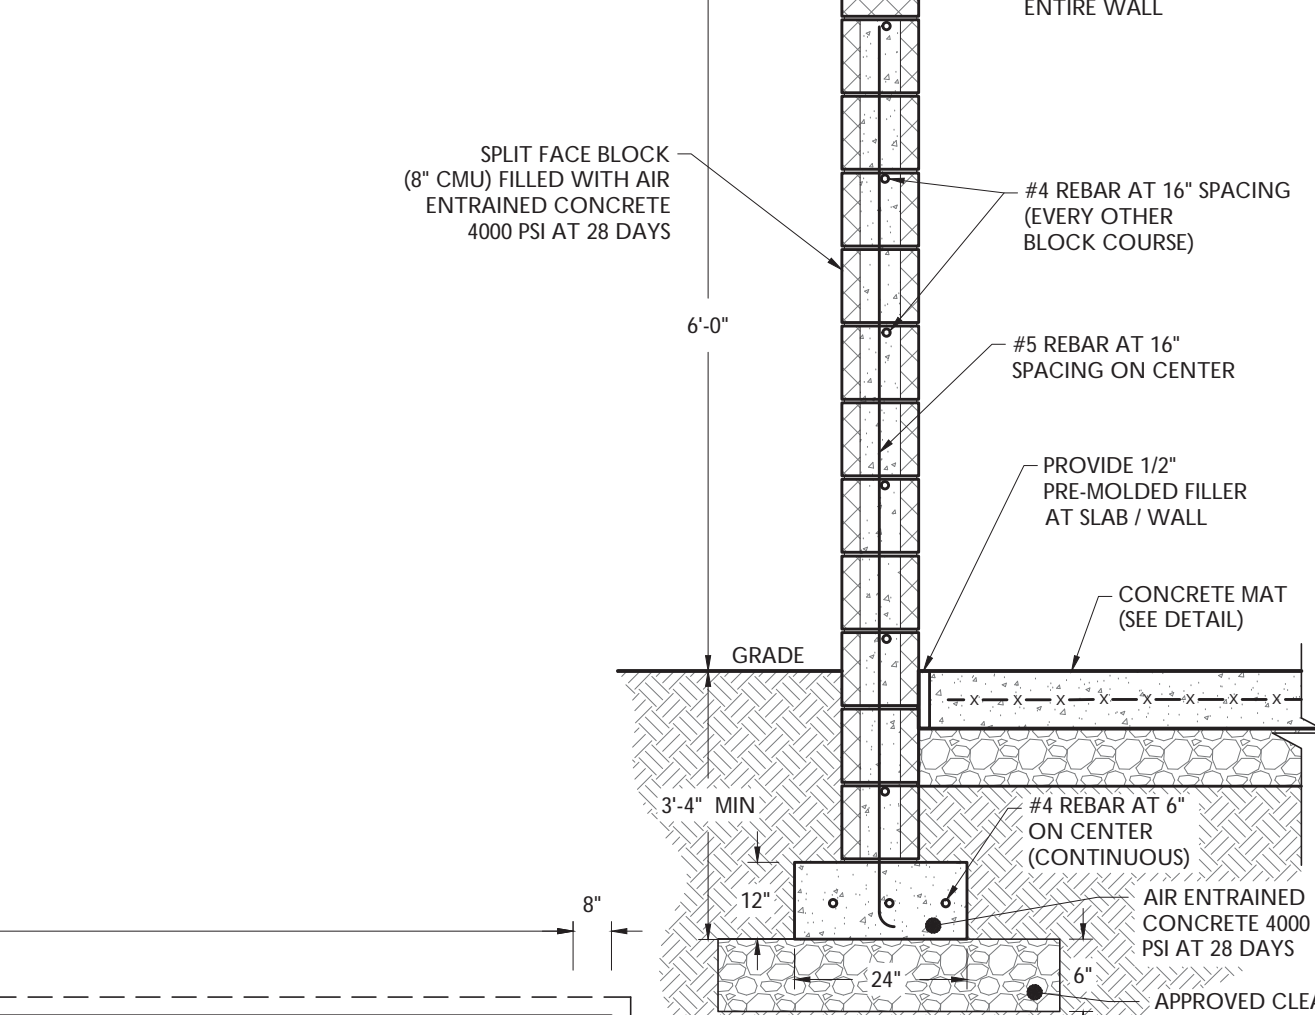 ENTIRE WALL
SPLIT FACE BLOCK
(8" CMU) FILLED WITH AIR
ENTRAINED CONCRETE
4000 PSI AT 28 DAYS
#4 REBAR AT 16" SPACING
(EVERY OTHER
BLOCK COURSE)
6'-0"
#5 REBAR AT 16"
SPACING ON CENTER
PROVIDE 1/2"
PRE-MOLDED FILLER
AT SLAB / WALL
CONCRETE MAT
(SEE DETAIL)
GRADE
X X X X X X X X
3'-4" MIN
#4 REBAR AT 6"
ON CENTER
(CONTINUOUS)
12"
8"
AIR ENTRAINED
CONCRETE 4000
PSI AT 28 DAYS
24"
6"
APPROVED